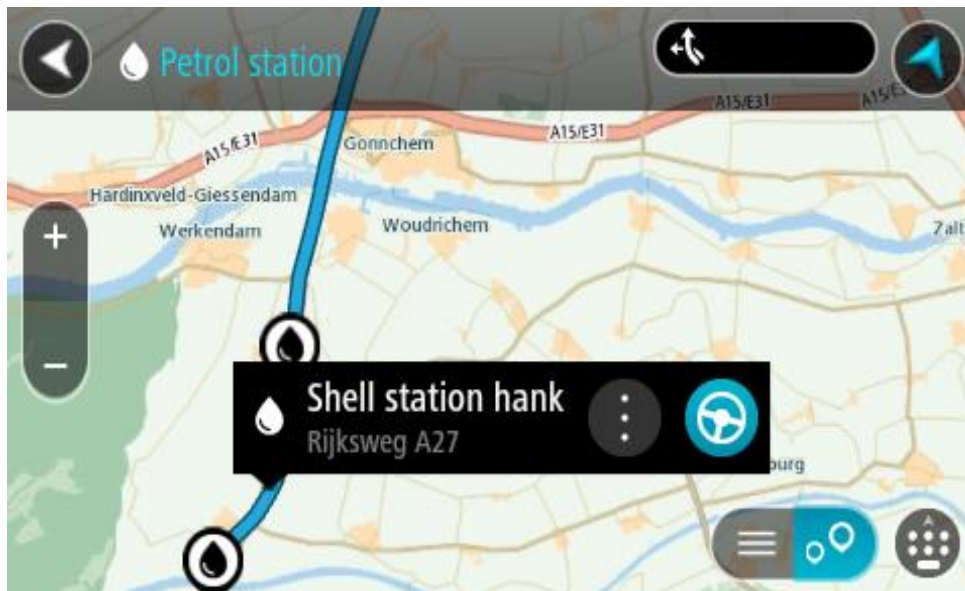 Petrol station
A15/E31
A15/E
A15/E31
A15/E31
Gonnchem
Hardinxveld-Giessendam
Werkendam
Woudrichem
Zalt
+
−
Shell station hank
Rijksweg A27
burg